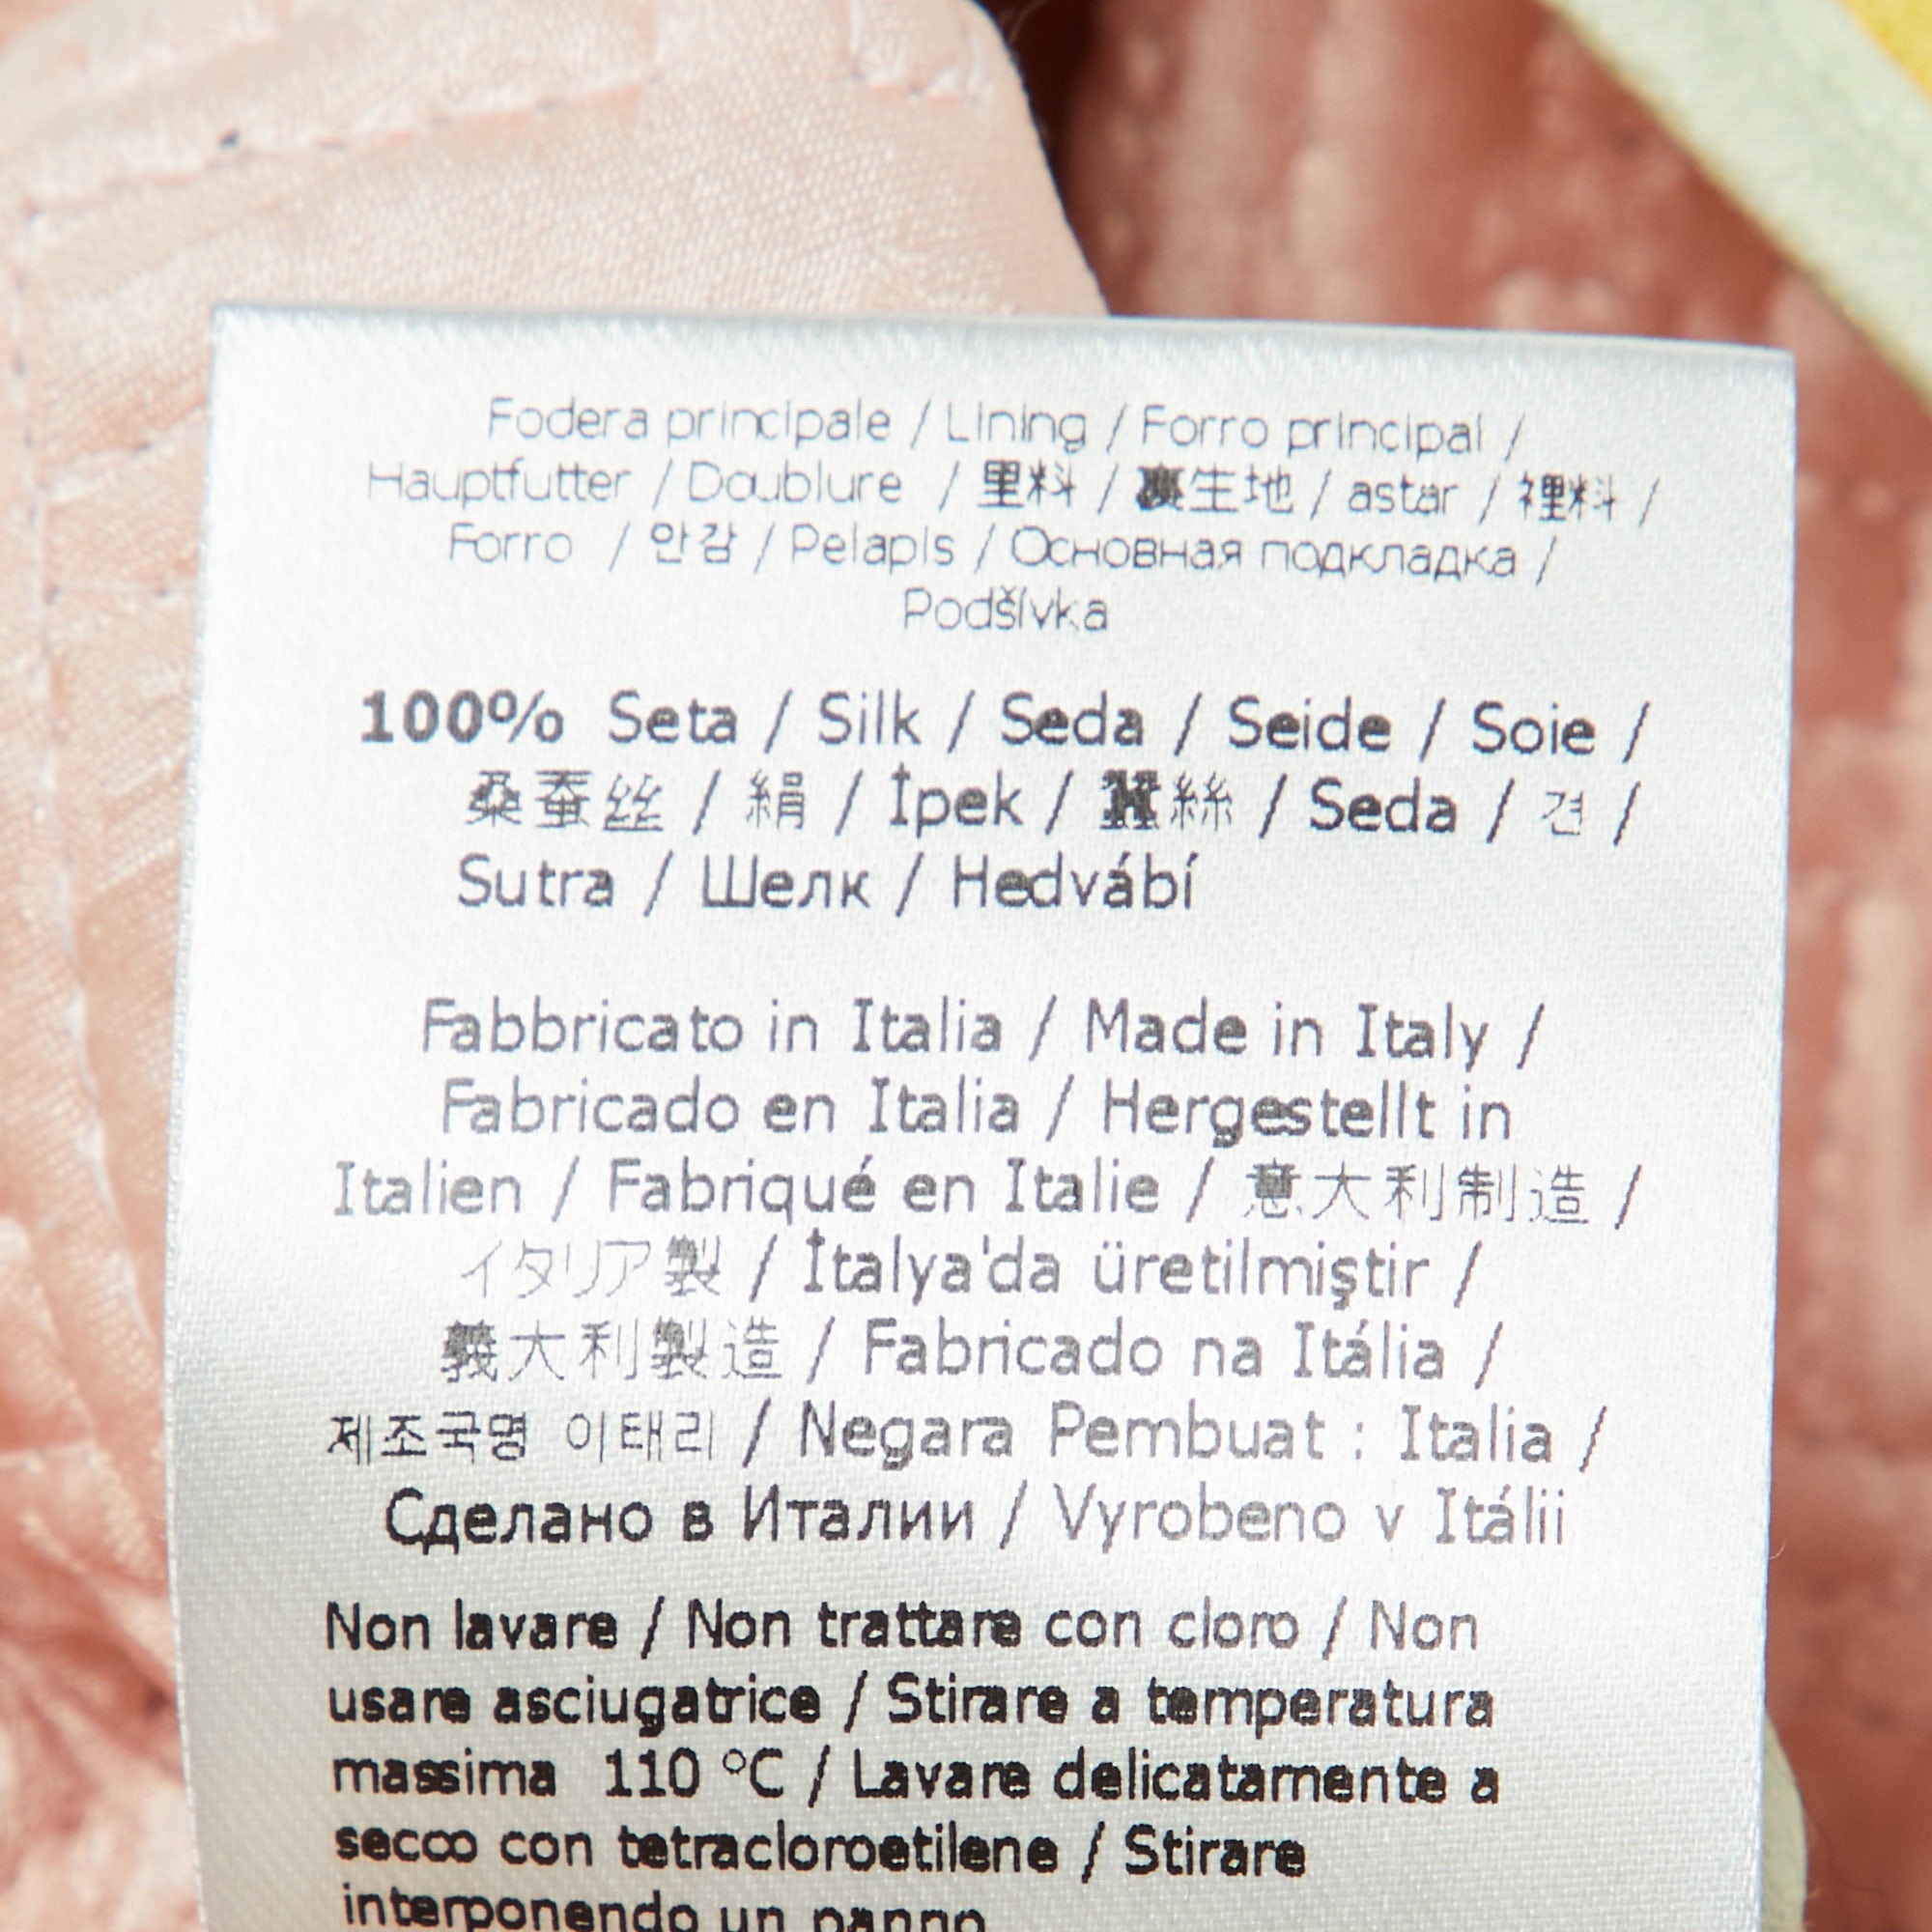 Fodera principale / Lining / Forro principal /
Hauptfutter / Doublure / 里料 / 裏生地 / astar / 裡料 /
Forro / 안감 / Pelapis / Основная подкладка /
Podšívka
100% Seta / Silk / Seda / Seide / Soie /
桑蚕丝 / 絹 / İpek / 蠶絲 / Seda / 견 /
Sutra / Шелк / Hedvábí
Fabbricato in Italia / Made in Italy /
Fabricado en Italia / Hergestellt in
Italien / Fabriqué en Italie / 意大利制造 /
イタリア製 / İtalya'da üretilmiştir /
義大利製造 / Fabricado na Itália /
제조국명 이태리 / Negara Pembuat : Italia /
Сделано в Италии / Vyrobeno v Itálii
Non lavare / Non trattare con cloro / Non
usare asciugatrice / Stirare a temperatura
massima 110 °C / Lavare delicatamente a
secco con tetracloroetilene / Stirare
interponendo un panno